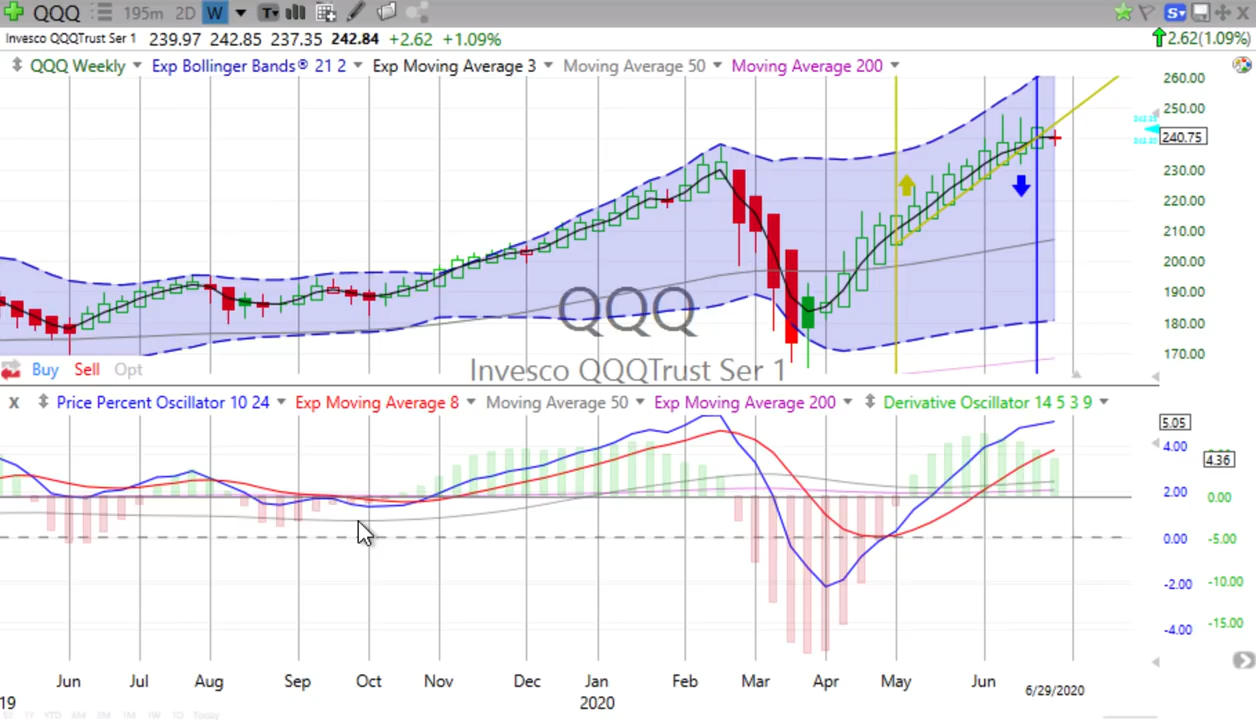 QQQ 195m 2D W T S
Invesco QQQTrust Ser 1 239.97 242.85 237.35 242.84 +2.62 +1.09% 2.62(1.09%)
QQQ Weekly Exp Bollinger Bands® 21 2 Exp Moving Average 3 Moving Average 50 Moving Average 200
260.00
250.00
240.75
230.00
220.00
210.00
200.00
190.00
180.00
170.00
QQQ
Invesco QQQTrust Ser 1
Buy Sell Opt
X Price Percent Oscillator 10 24 Exp Moving Average 8 Moving Average 50 Exp Moving Average 200 Derivative Oscillator 14 5 3 9
5.05
4.00
4.36
2.00 0.00
0.00 -5.00
-2.00 -10.00
-15.00
-4.00
Jun Jul Aug Sep Oct Nov Dec Jan Feb Mar Apr May Jun 6/29/2020
19 2020
5Y 1Y YTD 1W 1D Today